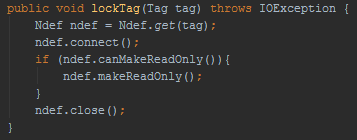 public void lockTag(Tag tag) throws IOException {
    Ndef ndef = Ndef.get(tag);
    ndef.connect();
    if (ndef.canMakeReadOnly()){
        ndef.makeReadOnly();
    }
    ndef.close();
}